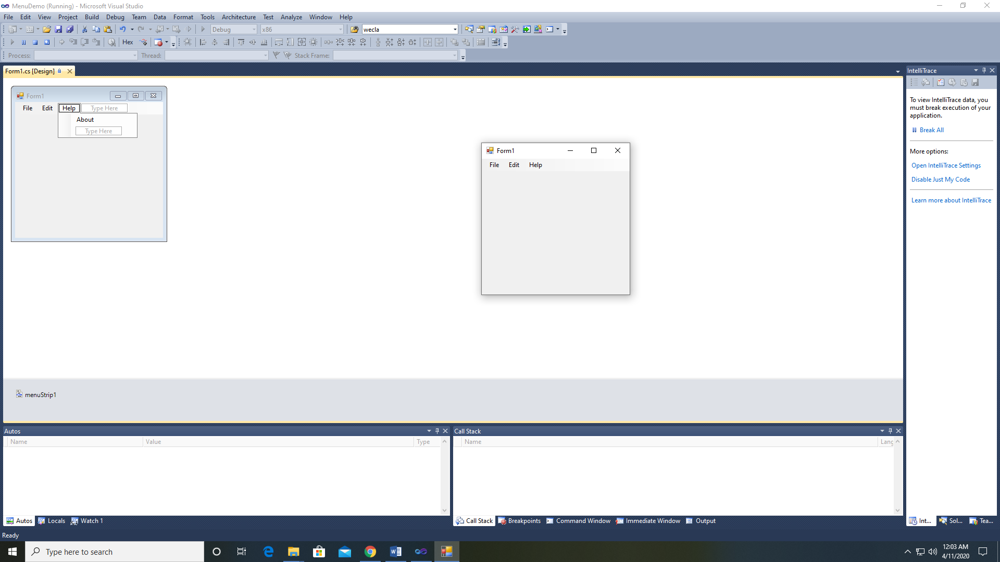 MenuDemo (Running) - Microsoft Visual Studio
File Edit View Project Build Debug Team Data Format Tools Architecture Test Analyze Window Help
Debug x86 wecla
Hex
Process: Thread: Stack Frame:
Form1.cs [Design]
Form1
File Edit Help Type Here
About
Type Here
Form1
File Edit Help
menuStrip1
IntelliTrace
To view IntelliTrace data, you
must break execution of your
application.
Break All
More options:
Open IntelliTrace Settings
Disable Just My Code
Learn more about IntelliTrace
Autos
Name Value Type
Autos Locals Watch 1
Call Stack
Name Lang
Call Stack Breakpoints Command Window Immediate Window Output
Int... Sol... Tea...
Ready
Type here to search
12:03 AM
4/11/2020